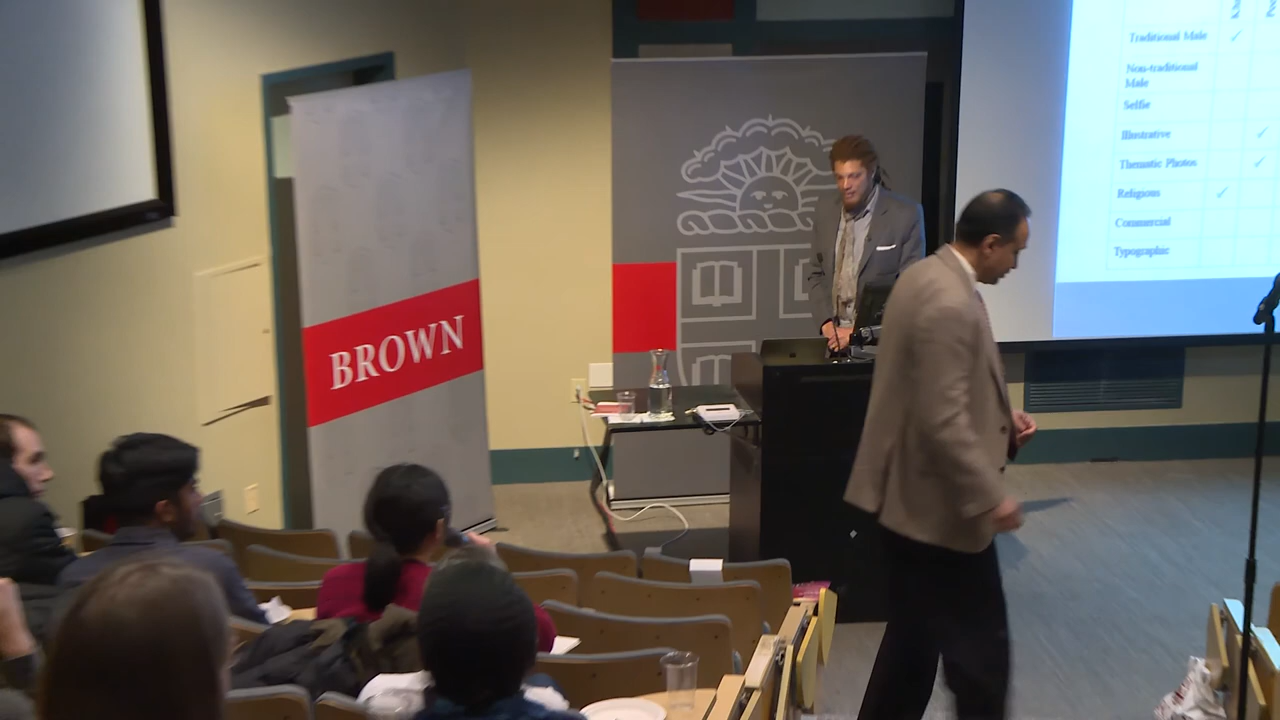 BROWN
Traditional Male ✓
Non-traditional
Male
Selfie
Illustrative ✓
Thematic Photos ✓
Religious ✓
Commercial
Typographic